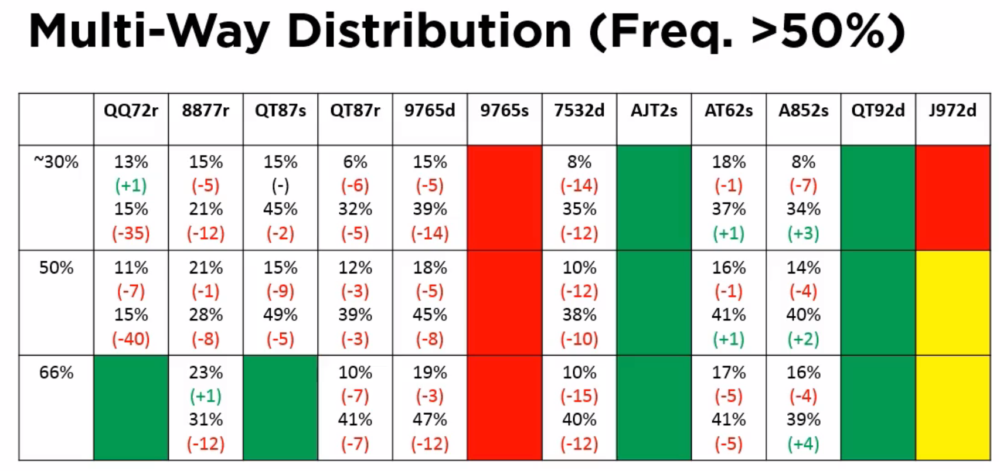 Multi-Way Distribution (Freq. >50%)
QQ72r 8877r QT87s QT87r 9765d 9765s 7532d AJT2s AT62s A852s QT92d J972d
~30% 13% 15% 15% 6% 15% 8% 18% 8%
(+1) (-5) (-) (-6) (-5) (-14) (-1) (-7)
15% 21% 45% 32% 39% 35% 37% 34%
(-35) (-12) (-2) (-5) (-14) (-12) (+1) (+3)
50% 11% 21% 15% 12% 18% 10% 16% 14%
(-7) (-1) (-9) (-3) (-5) (-12) (-1) (-4)
15% 28% 49% 39% 45% 38% 41% 40%
(-40) (-8) (-5) (-3) (-8) (-10) (+1) (+2)
66% 23% 10% 19% 10% 17% 16%
(+1) (-7) (-3) (-15) (-5) (-4)
31% 41% 47% 40% 41% 39%
(-12) (-7) (-12) (-12) (-5) (+4)